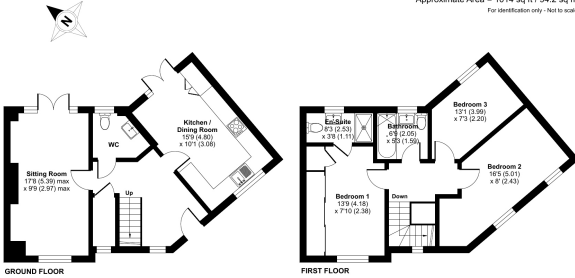 Approximate Area = 1014 sq ft / 94.2 sq m
For identification only - Not to scale
N
Kitchen /
Dining Room
15'9 (4.80)
x 10'1 (3.08)
WC
Sitting Room
17'8 (5.39) max
x 9'9 (2.97) max
Up
GROUND FLOOR
En-Suite
8'3 (2.53)
x 3'8 (1.11)
Bathroom
6'9 (2.05)
x 5'3 (1.59)
Bedroom 3
13'1 (3.99)
x 7'3 (2.20)
Bedroom 2
16'5 (5.01)
x 8' (2.43)
Bedroom 1
13'9 (4.18)
x 7'10 (2.38)
Down
FIRST FLOOR